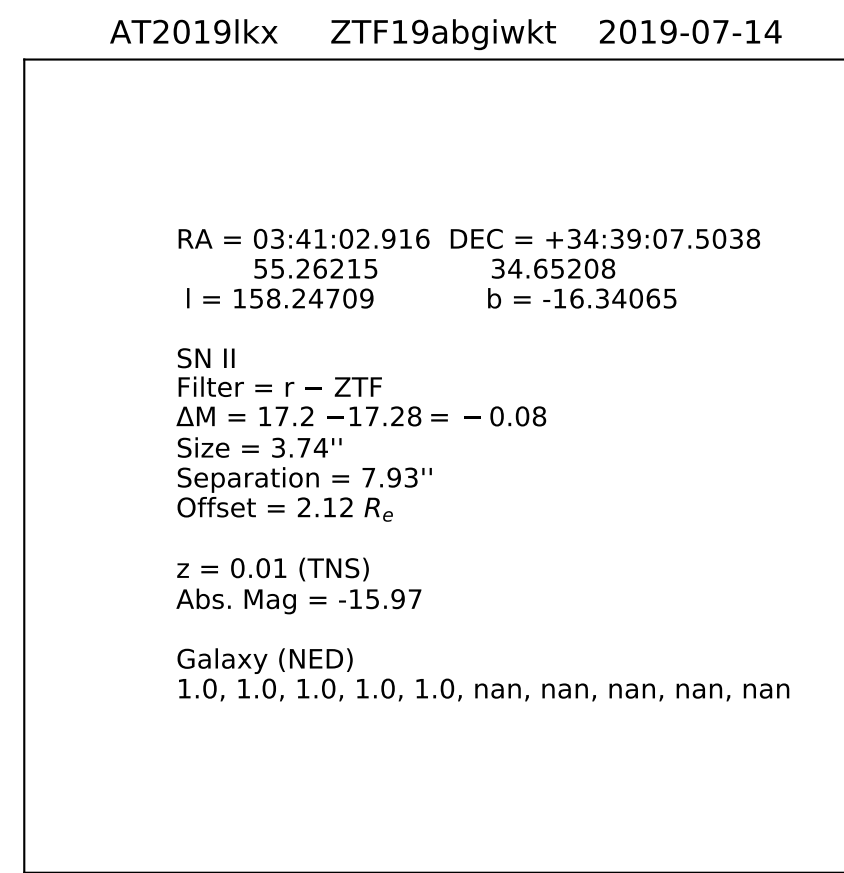 AT2019lkx ZTF19abgiwkt 2019-07-14
RA = 03:41:02.916 DEC = +34:39:07.5038
55.26215 34.65208
l = 158.24709 b = -16.34065
SN II
Filter = r − ZTF
ΔM = 17.2 −17.28 = − 0.08
Size = 3.74''
Separation = 7.93''
Offset = 2.12 Re
z = 0.01 (TNS)
Abs. Mag = -15.97
Galaxy (NED)
1.0, 1.0, 1.0, 1.0, 1.0, nan, nan, nan, nan, nan